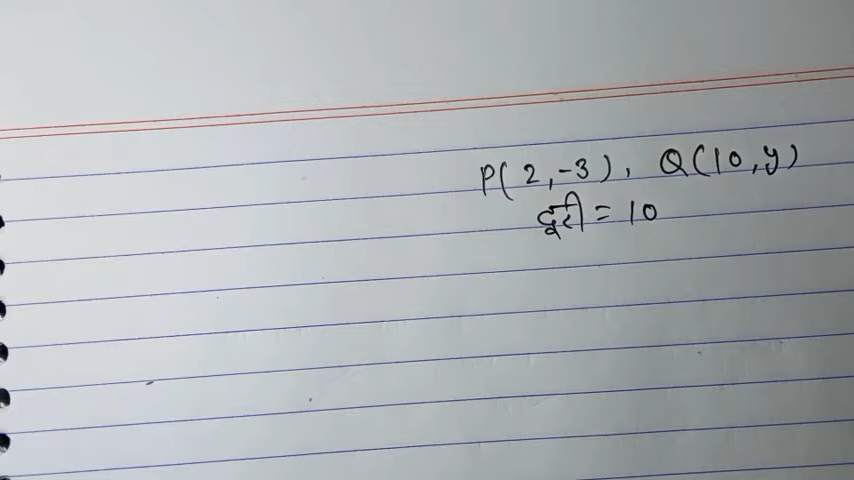 P(2,-3), Q(10,y)
दूरी = 10